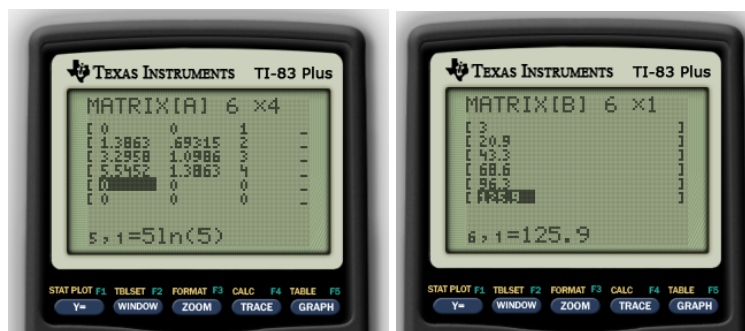 TEXAS INSTRUMENTS TI-83 Plus
MATRIX[A] 6 ×4
[ 0 0 1 _
[ 1.3863 .69315 2 _
[ 3.2958 1.0986 3 _
[ 5.5452 1.3863 4 _
[ 0 0 0 _
[ 0 0 0 _
5,1=5ln(5)
STAT PLOT F1 TBLSET F2 FORMAT F3 CALC F4 TABLE F5
Y= WINDOW ZOOM TRACE GRAPH
TEXAS INSTRUMENTS TI-83 Plus
MATRIX[B] 6 ×1
[ 3 ]
[ 20.9 ]
[ 43.3 ]
[ 68.6 ]
[ 96.3 ]
[ 125.9 ]
6,1=125.9
STAT PLOT F1 TBLSET F2 FORMAT F3 CALC F4 TABLE F5
Y= WINDOW ZOOM TRACE GRAPH